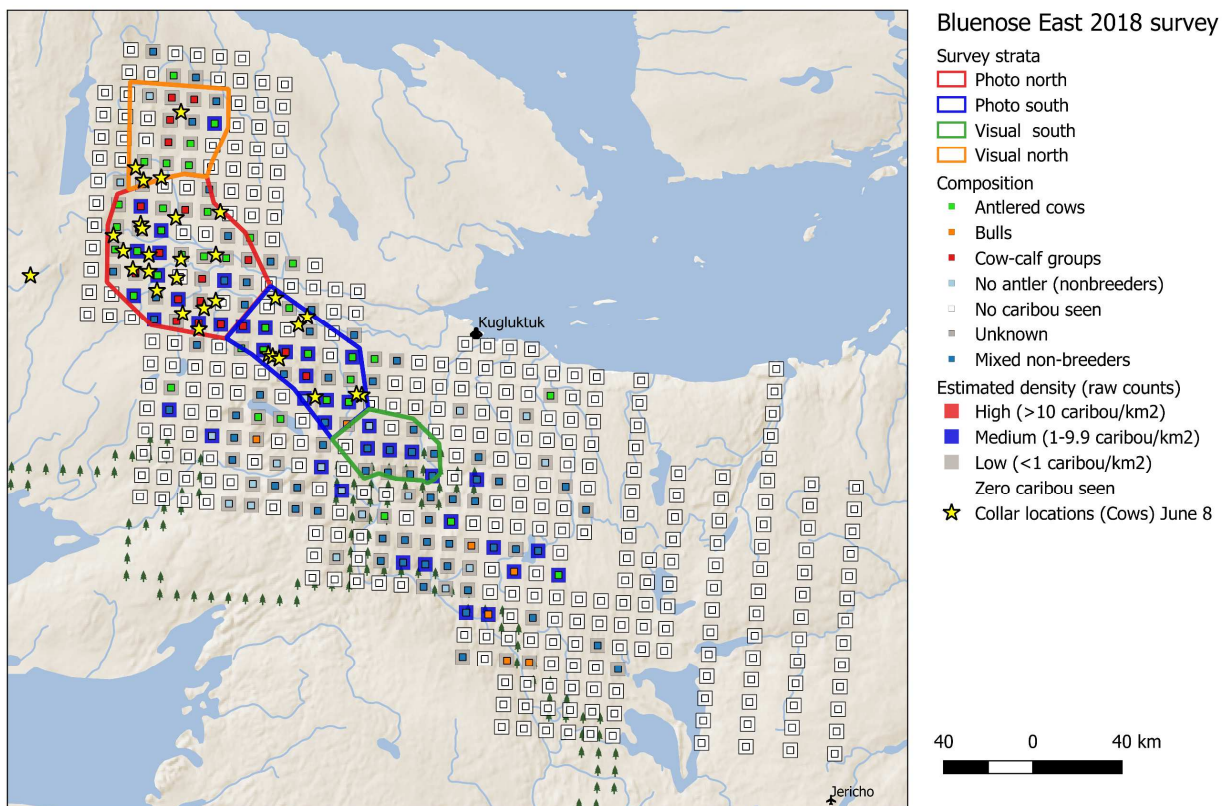 Bluenose East 2018 survey
Survey strata
Photo north
Photo south
Visual south
Visual north
Composition
Antlered cows
Bulls
Cow-calf groups
No antler (nonbreeders)
No caribou seen
Unknown
Mixed non-breeders
Estimated density (raw counts)
High (>10 caribou/km2)
Medium (1-9.9 caribou/km2)
Low (<1 caribou/km2)
Zero caribou seen
Collar locations (Cows) June 8
Kugluktuk
40 0 40 km
Jericho